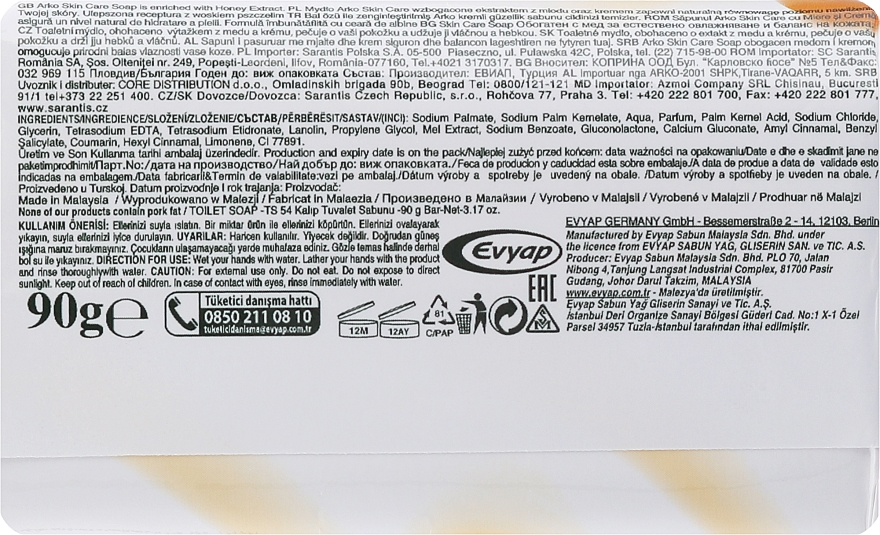 GB Arko Skin Care Soap is enriched with Honey Extract. PL Mydło Arko Skin Care wzbogacone ekstraktem z miodu oraz kremem zapewni naturalną równowagę poziomu nawilżenia
Twojej skóry. Ulepszona receptura z woskiem pszczelim TR Bal özü ile zenginleştirilmiş Arko kremli güzellik sabunu cildinizi temizler. ROM Săpunul Arko Skin Care cu Miere și Cremă
asigură un nivel natural de hidratare a pielii. Formulă îmbunătățită cu ceară de albine BG Skin Care Soap Обогатен с мед за естествено овлажняване и баланс на кожата
CZ Toaletní mýdlo, obohaceno výtažkem z medu a krému, pečuje o vaši pokožku a udržuje ji vláčnou a hebkou. SK Toaletné mydlo, obohateno o extakt z medu a krému, pečuje o vašu
pokožku a drží jju hebků a vláčnů. AL Sapuni I pasuruar me mjalte dhe krem siguron dhe balancon lageshtiren ne fytyren tuaj. SRB Arko Skin Care Soap obogacen medom i kremom,
omogucuje prirodni balas vlaznosti vase koze. PL Importer: Sarantis Polska S.A. 05-500 Piaseczno, ul. Puławska 42C, Polska, tel. (22) 715-98-00 ROM Importator: SC Sarantis
România SA, Șos. Olteniței nr. 249, Popești-Leordeni, Ilfov, România-077160, Tel.+4021 3170317. BG Вносител: КОПРИНА ООД Бул. "Карловско шосе" №5 Тел&Факс:
032 969 115 Пловдив/България Годен до: виж опаковката Състав: Производител: ЕВИАП, Турция AL Importuar nga ARKO-2001 SHPK,Tirane-VAQARR, 5 km. SRB
Uvoznik i distributer: CORE DISTRIBUTION d.o.o., Omladinskih brigada 90b, Beograd Tel: 0800/121-121 MD Importator: Azmoi Company SRL Chisinau, Bucuresti
91/1 tel+373 22 251 400. CZ/SK Dovozce/Dovozca: Sarantis Czech Republic, s.r.o., Rohčova 77, Praha 3. Tel: +420 222 801 700, Fax: +420 222 801 777,
www.sarantis.cz
INGREDIENTS/INGREDIENCE/SLOŽENÍ/ZLOŽENIE/СЪСТАВ/PËRBERËSIT/SASTAV/(INCI): Sodium Palmate, Sodium Palm Kernelate, Aqua, Parfum, Palm Kernel Acid, Sodium Chloride,
Glycerin, Tetrasodium EDTA, Tetrasodium Etidronate, Lanolin, Propylene Glycol, Mel Extract, Sodium Benzoate, Gluconolactone, Calcium Gluconate, Amyl Cinnamal, Benzyl
Salicylate, Coumarin, Hexyl Cinnamal, Limonene, CI 77891.
Üretim ve Son Kullanma tarihi ambalaj üzerindedir. Production and expiry date is on the pack/Najlepiej zużyć przed końcem: data ważności na opakowaniu/Date e dhe e skadimit jane ne
paketimprodhimit/Парт.No:/дата на производство/Най добър до: виж опаковката./Feca de producion y caducidad esta sobre embalaje./A data de produe a data de validade esto
indicadas na embalagem./Data fabricarii&Termin de valabilitate:vezi pe ambalaj./Dátum výroby a spotreby je uvedený na obale. /Datum výroby a spotřeby je uveden na obale. /
Proizvedeno u Turskoj. Datum proizvodnje I rok trajanja: Proizvođač:
Made in Malaysia / Wyprodukowano w Malezji / Fabricat in Malaezia / Произведено в Малайзии / Vyrobeno v Malajsii / Vyrobené v Malajzii / Prodhuar në Malajzi
None of our products contain pork fat / TOILET SOAP -TS 54 Kalıp Tuvalet Sabunu -90 g Bar-Net-3.17 oz.
KULLANIM ÖNERİSİ: Ellerinizi suyla ıslatın. Bir miktar ürün ile ellerinizi köpürtün. Ellerinizi ovalayarak
yıkayın, suyla ellerinizi iyice durulayın. UYARILAR: Haricen kullanılır. Yiyecek değildir. Doğrudan güneş
ışığına maruz bırakmayınız. Çocukların ulaşamayacağı yerde muhafaza ediniz. Gözle temas halinde derhal
bol su ile yıkayınız. DIRECTION FOR USE: Wet your hands with water. Lather your hands with the product
and rinse thoroughlywith water. CAUTION: For external use only. Do not eat. Do not expose to direct
sunlight. Keep out of reach of children. In case of contact with eyes, rinse immediately with water.
Evyap
EVYAP GERMANY GmbH - Bessemerstraße 2 - 14, 12103, Berlin
Manufactured by Evyap Sabun Malaysia Sdn. Bhd. under
the licence from EVYAP SABUN YAĞ, GLİSERİN SAN. ve TİC. A.S.
Producer: Evyap Sabun Malaysia Sdn. Bhd. PLO 70, Jalan
Nibong 4,Tanjung Langsat Industrial Complex, 81700 Pasir
Gudang, Johor Darul Takzim, MALAYSIA
www.evyap.com.tr - Malezya'da üretilmiştir.
Evyap Sabun Yağ Gliserin Sanayi ve Tic. A.Ş.
İstanbul Deri Organize Sanayi Bölgesi Güderi Cad. No:1 X-1 Özel
Parsel 34957 Tuzla-İstanbul tarafından ithal edilmiştir.
EAC
90g℮
Tüketici danışma hattı
0850 211 08 10
tuketicidanisma@evyap.com.tr
12M
12AY
81
C/PAP